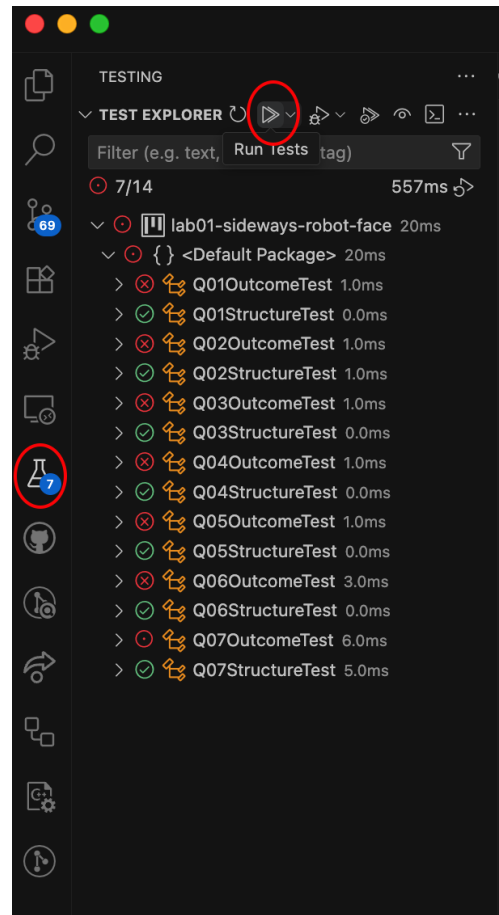 TESTING
TEST EXPLORER
Filter (e.g. text, tag)
Run Tests
7/14 557ms
69
lab01-sideways-robot-face 20ms
{ } <Default Package> 20ms
Q01OutcomeTest 1.0ms
Q01StructureTest 0.0ms
Q02OutcomeTest 1.0ms
Q02StructureTest 0.0ms
Q03OutcomeTest 1.0ms
Q03StructureTest 0.0ms
Q04OutcomeTest 1.0ms
7
Q04StructureTest 0.0ms
Q05OutcomeTest 1.0ms
Q05StructureTest 0.0ms
Q06OutcomeTest 3.0ms
Q06StructureTest 0.0ms
Q07OutcomeTest 6.0ms
Q07StructureTest 5.0ms